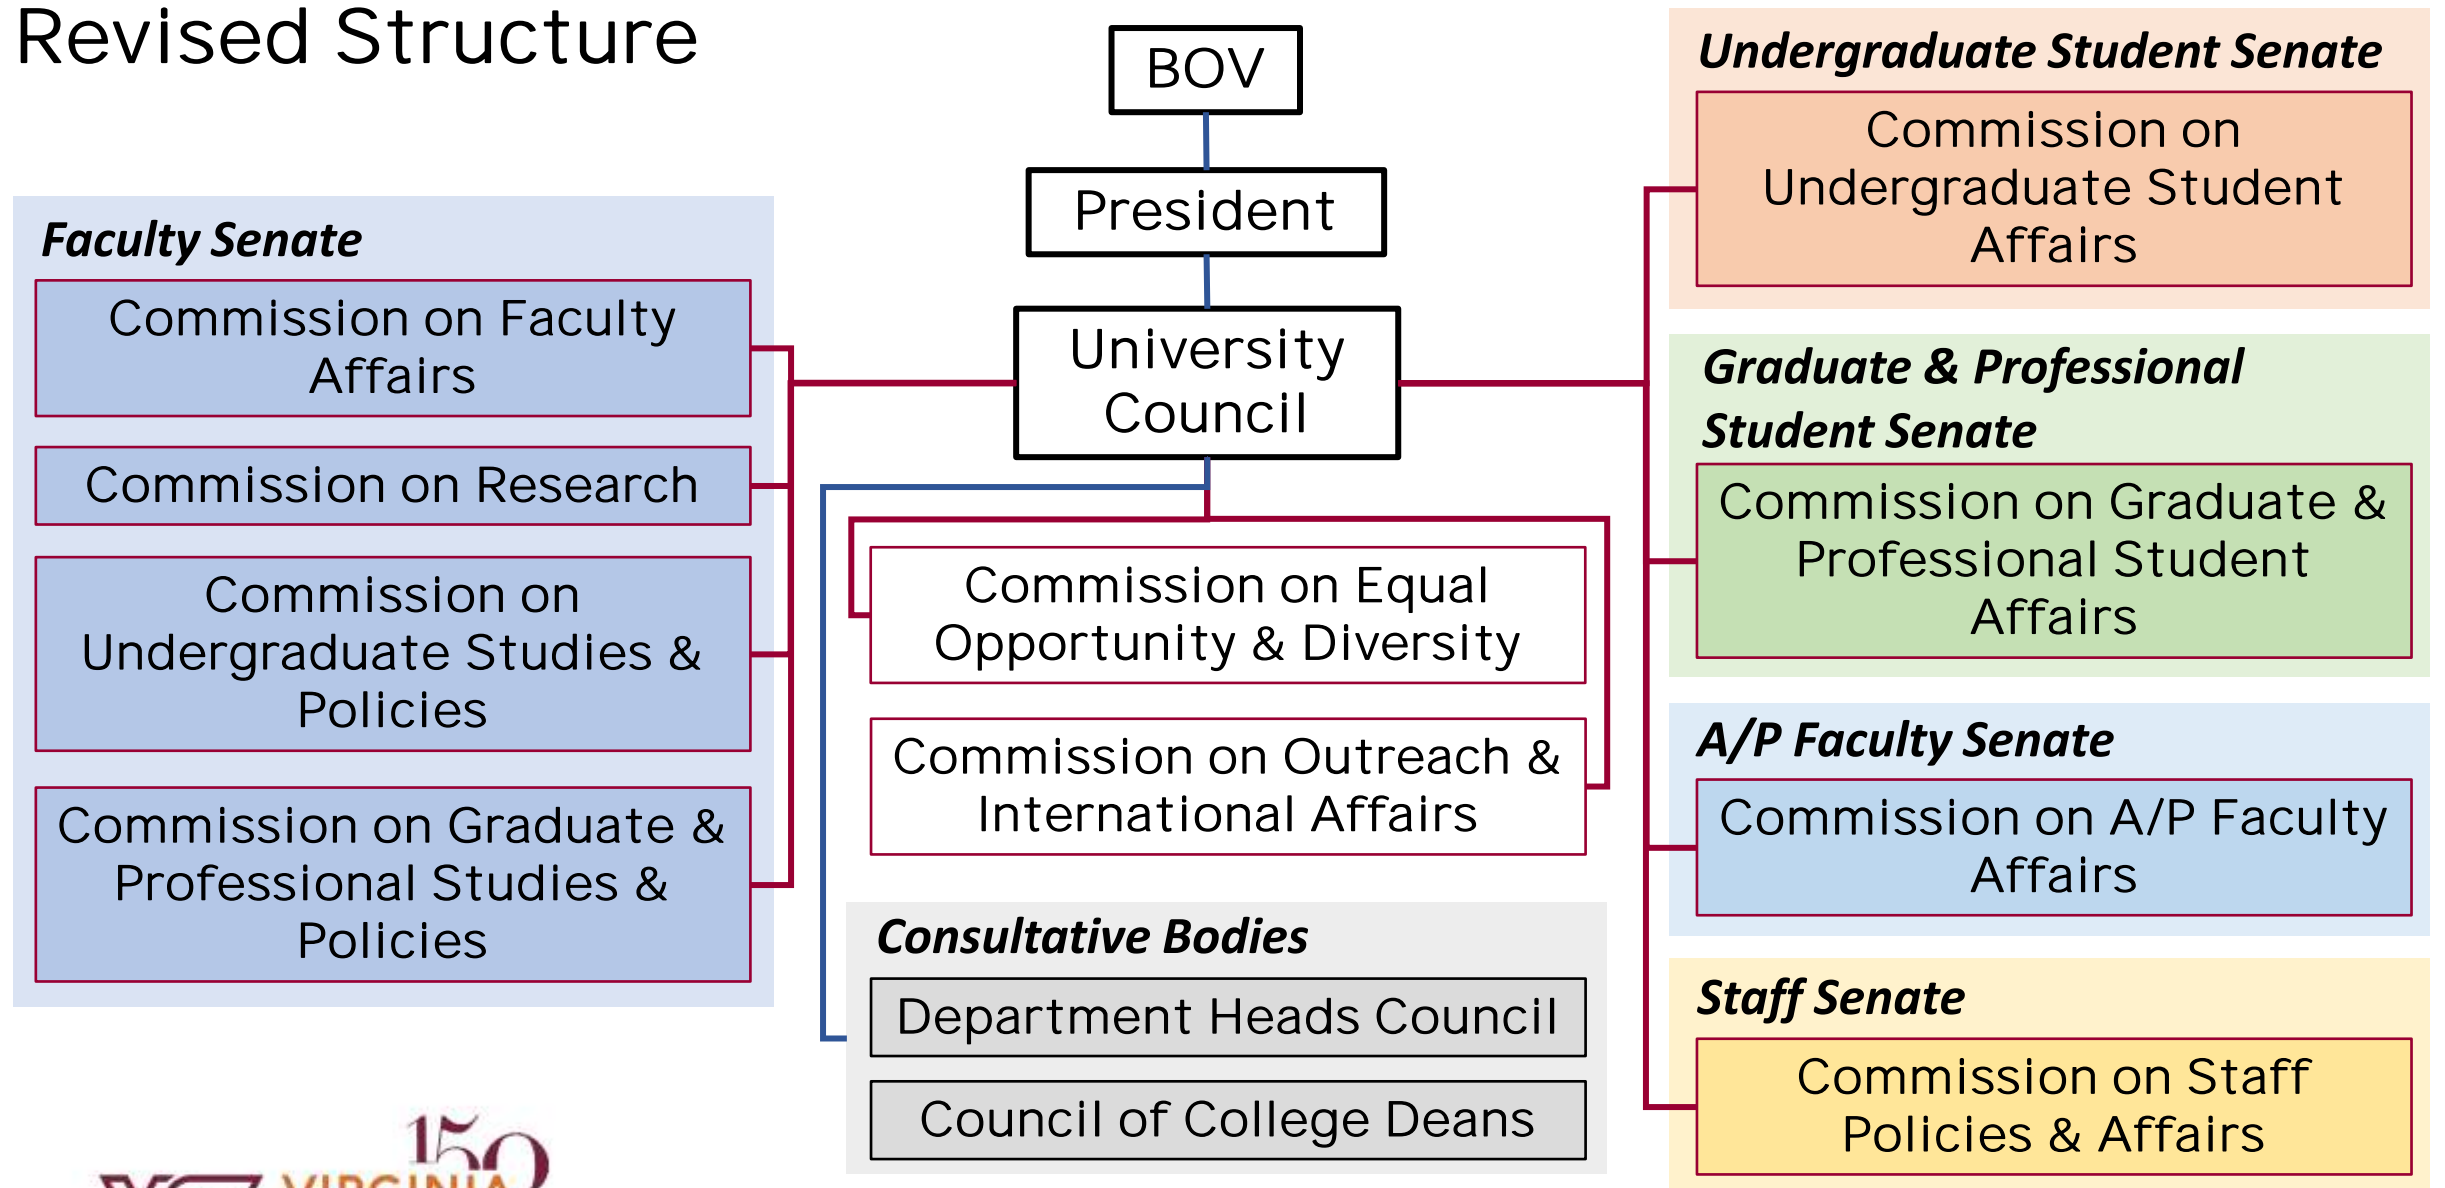 Revised Structure
BOV
President
University
Council
Faculty Senate
Commission on Faculty
Affairs
Commission on Research
Commission on
Undergraduate Studies &
Policies
Commission on Graduate &
Professional Studies &
Policies
Commission on Equal
Opportunity & Diversity
Commission on Outreach &
International Affairs
Consultative Bodies
Department Heads Council
Council of College Deans
Undergraduate Student Senate
Commission on
Undergraduate Student
Affairs
Graduate & Professional
Student Senate
Commission on Graduate &
Professional Student
Affairs
A/P Faculty Senate
Commission on A/P Faculty
Affairs
Staff Senate
Commission on Staff
Policies & Affairs
150
VIRGINIA